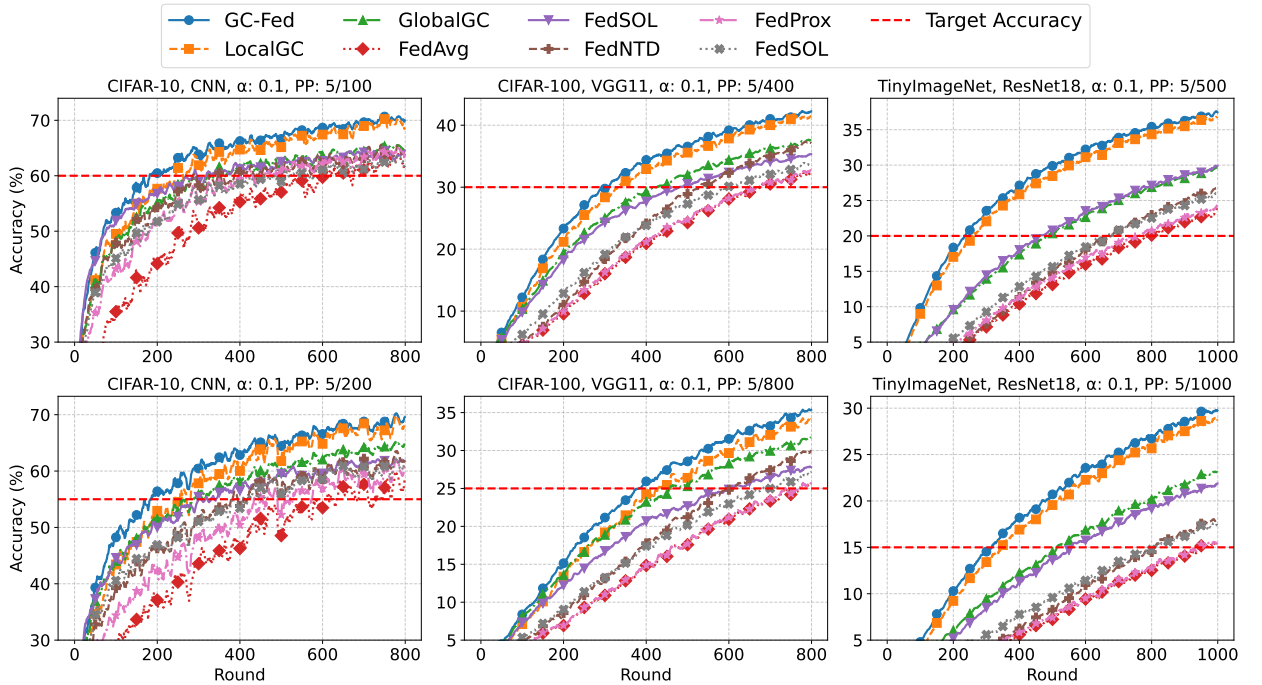 GC-Fed GlobalGC FedSOL FedProx Target Accuracy
LocalGC FedAvg FedNTD FedSOL
CIFAR-10, CNN, α: 0.1, PP: 5/100
Accuracy (%)
70
60
50
40
30
0 200 400 600 800
CIFAR-100, VGG11, α: 0.1, PP: 5/400
40
30
20
10
0 200 400 600 800
TinyImageNet, ResNet18, α: 0.1, PP: 5/500
35
30
25
20
15
10
5
0 200 400 600 800 1000
CIFAR-10, CNN, α: 0.1, PP: 5/200
Accuracy (%)
70
60
50
40
30
0 200 400 600 800
Round
CIFAR-100, VGG11, α: 0.1, PP: 5/800
35
30
25
20
15
10
5
0 200 400 600 800
Round
TinyImageNet, ResNet18, α: 0.1, PP: 5/1000
30
25
20
15
10
5
0 200 400 600 800 1000
Round